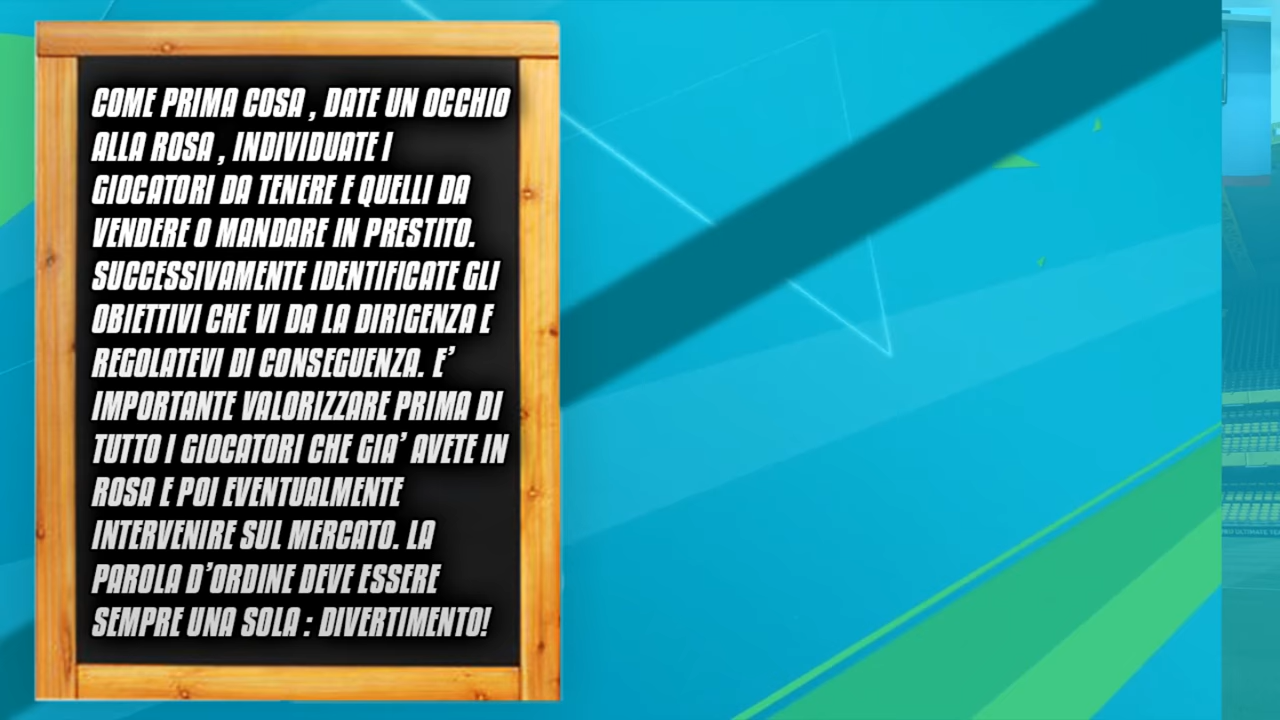 COME PRIMA COSA , DATE UN OCCHIO
ALLA ROSA , INDIVIDUATE I
GIOCATORI DA TENERE E QUELLI DA
VENDERE O MANDARE IN PRESTITO.
SUCCESSIVAMENTE IDENTIFICATE GLI
OBIETTIVI CHE VI DA LA DIRIGENZA E
REGOLATEVI DI CONSEGUENZA. E'
IMPORTANTE VALORIZZARE PRIMA DI
TUTTO I GIOCATORI CHE GIA' AVETE IN
ROSA E POI EVENTUALMENTE
INTERVENIRE SUL MERCATO. LA
PAROLA D'ORDINE DEVE ESSERE
SEMPRE UNA SOLA : DIVERTIMENTO!